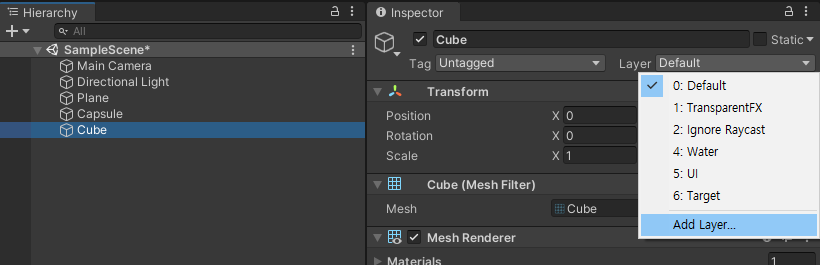 Hierarchy
All
SampleScene*
Main Camera
Directional Light
Plane
Capsule
Cube
Inspector
Cube
Static
Tag Untagged Layer Default
Transform
Position X 0
Rotation X 0
Scale X 1
Cube (Mesh Filter)
Mesh Cube
Mesh Renderer
Materials 1
0: Default
1: TransparentFX
2: Ignore Raycast
4: Water
5: UI
6: Target
Add Layer...